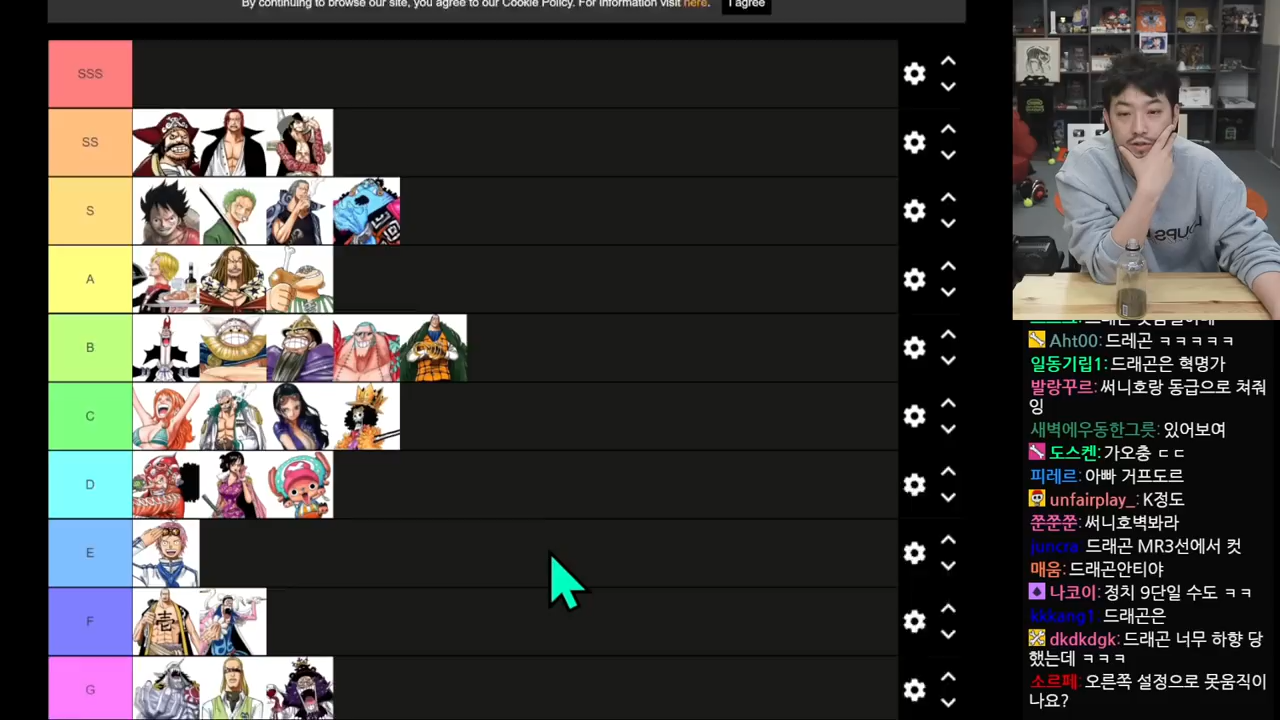 By continuing to browse our site, you agree to our Cookie Policy. For information visit here.
I agree
SSS
SS
S
A
B
C
D
E
F
G
Aht00: 드레곤 ㅋㅋㅋㅋㅋ
일동기립1: 드래곤은 혁명가
발랑꾸르: 써니호랑 동급으로 쳐줘
잉
새벽에우동한그릇: 있어보여
도스켄: 가오충 ㄷㄷ
피레르: 아빠 거프도르
unfairplay_: K정도
쭌쭌쭌: 써니호벽봐라
juncra: 드래곤 MR3선에서 컷
매움: 드래곤안티야
나코이: 정치 9단일 수도 ㅋㅋ
kkkang1: 드래곤은
dkdkdgk: 드래곤 너무 하향 당
했는데 ㅋㅋㅋ
소르페: 오른쪽 설정으로 못움직이
나요?